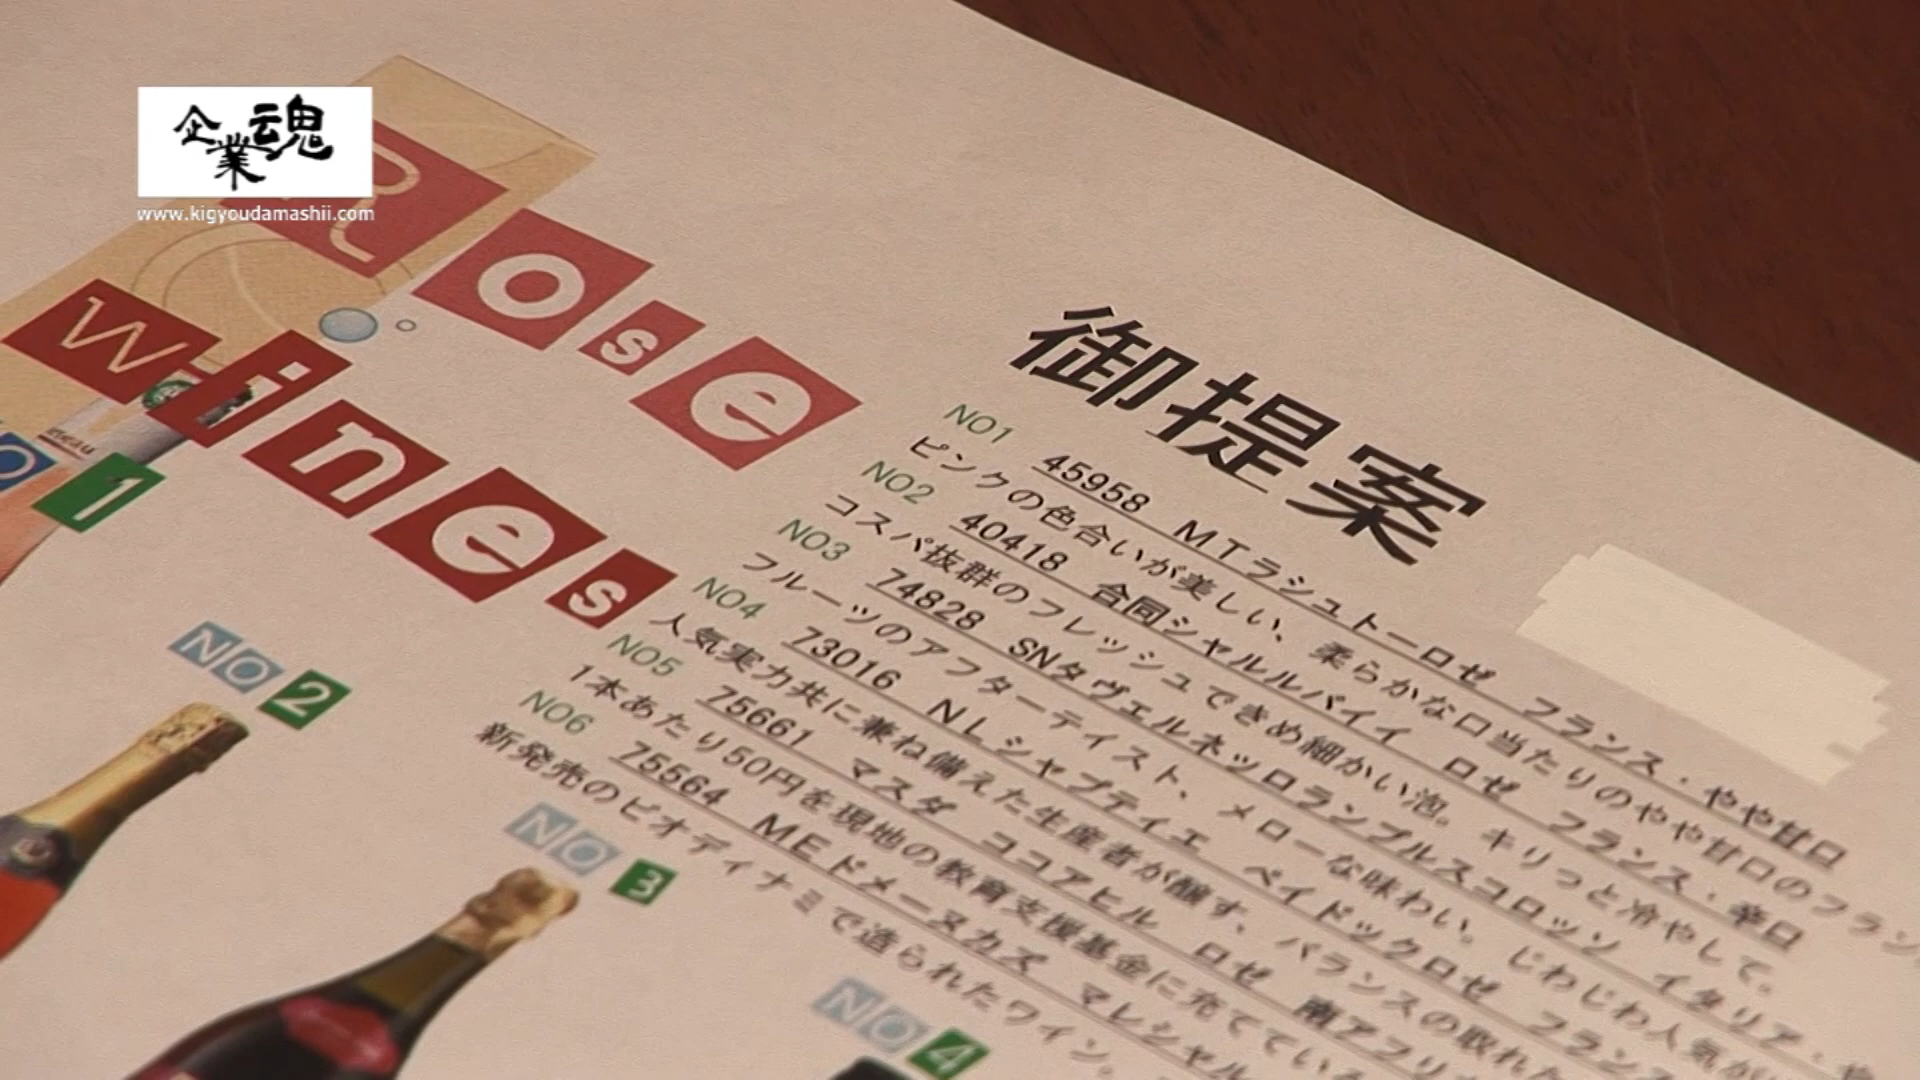 企業魂
www.kigyoudamashii.com
Rose
wines
御提案
NO1 45958 MTラシュトーロゼ フランス・やや甘口
ピンクの色合いが美しい、柔らかな口当たりのやや甘口のフラン
NO2 40418 合同シャルルバイイ ロゼ フランス・辛口
コスパ抜群のフレッシュできめ細かい泡。キリっと冷やして。
NO3 74828 SNタヴェルネッロランブルスコロッソ イタリア・
フルーツのアフターテイスト、メローな味わい。じわじわ人気が
NO4 73016 NLシャプティエ ペイドックロゼ フランス
人気実力共に兼ね備えた生産者が醸す、バランスの取れた
NO5 75661 マスダ ココアヒル ロゼ 南アフリ
1本あたり50円を現地の教育支援基金に充てている
NO6 75564 MEドメーヌカズ マレシャル
新発売のビオディナミで造られたワイン。
1
NO 2
NO 3
NO 4